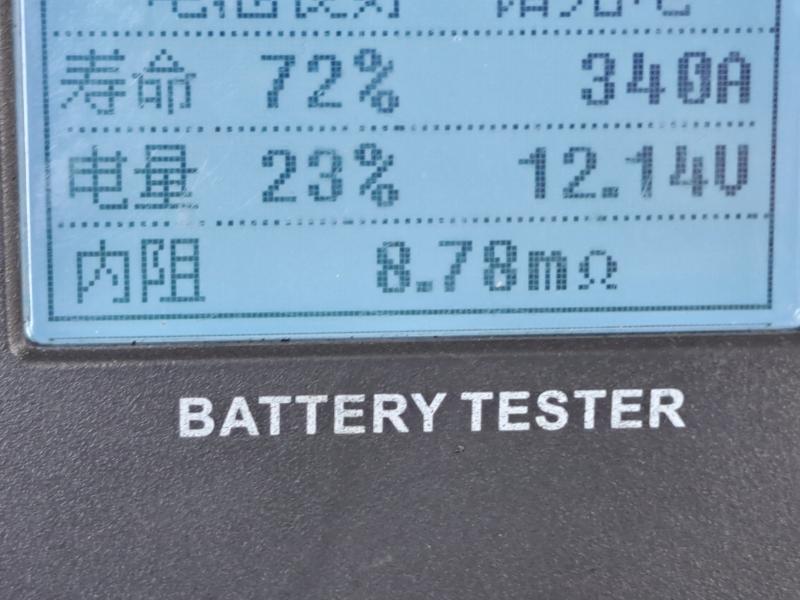 寿命 72% 340A
电量 23% 12.14V
内阻 8.78mΩ
BATTERY TESTER